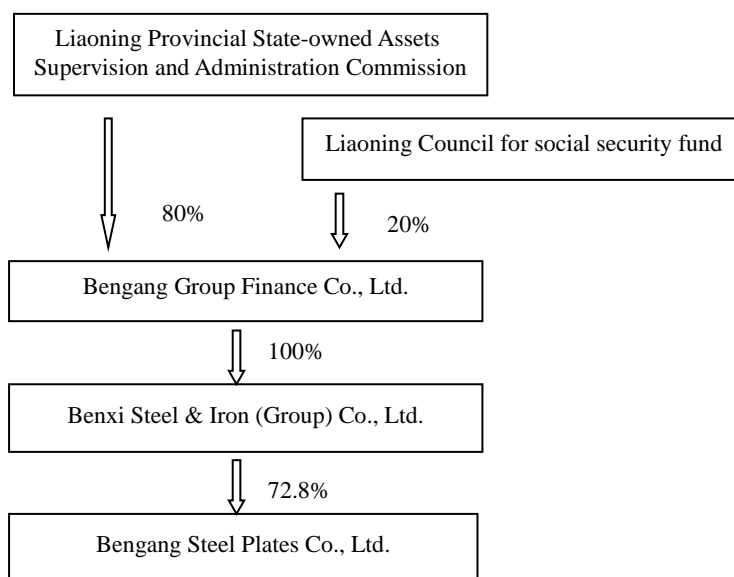 Liaoning Provincial State-owned Assets
Supervision and Administration Commission
Liaoning Council for social security fund
80%
20%
Bengang Group Finance Co., Ltd.
100%
Benxi Steel & Iron (Group) Co., Ltd.
72.8%
Bengang Steel Plates Co., Ltd.